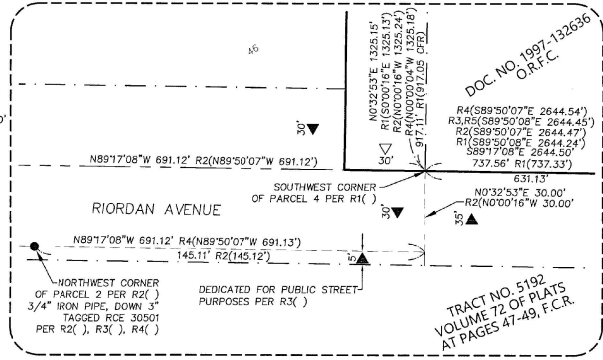 46
0'
N0°32'53"E 1325.15'
R1(S0°00'16"E 1325.13')
R2(N0°00'16"W 1325.24')
R4(N00°00'04"W 1325.18')
917.11' R1(917.05 CFR)
DOC. NO. 1997-132636
O.R.F.C.
R4(S89°50'07"E 2644.54')
R3,R5(S89°50'08"E 2644.45')
R2(S89°50'07"E 2644.47')
R1(S89°50'08"E 2644.24')
S89°17'08"E 2644.50'
737.56' R1(737.33')
30'
30'
N89°17'08"W 691.12' R2(N89°50'07"W 691.12')
SOUTHWEST CORNER
OF PARCEL 4 PER R1( )
631.13'
N0°32'53"E 30.00'
R2(N0°00'16"W 30.00'
RIORDAN AVENUE
30'
35'
N89°17'08"W 691.12' R4(N89°50'07"W 691.13')
145.11' R2(145.12')
5'
NORTHWEST CORNER
OF PARCEL 2 PER R2( )
3/4" IRON PIPE, DOWN 3"
TAGGED RCE 30501
PER R2( ), R3( ), R4( )
DEDICATED FOR PUBLIC STREET
PURPOSES PER R3( )
TRACT NO. 5192
VOLUME 72 OF PLATS
AT PAGES 47-49, F.C.R.